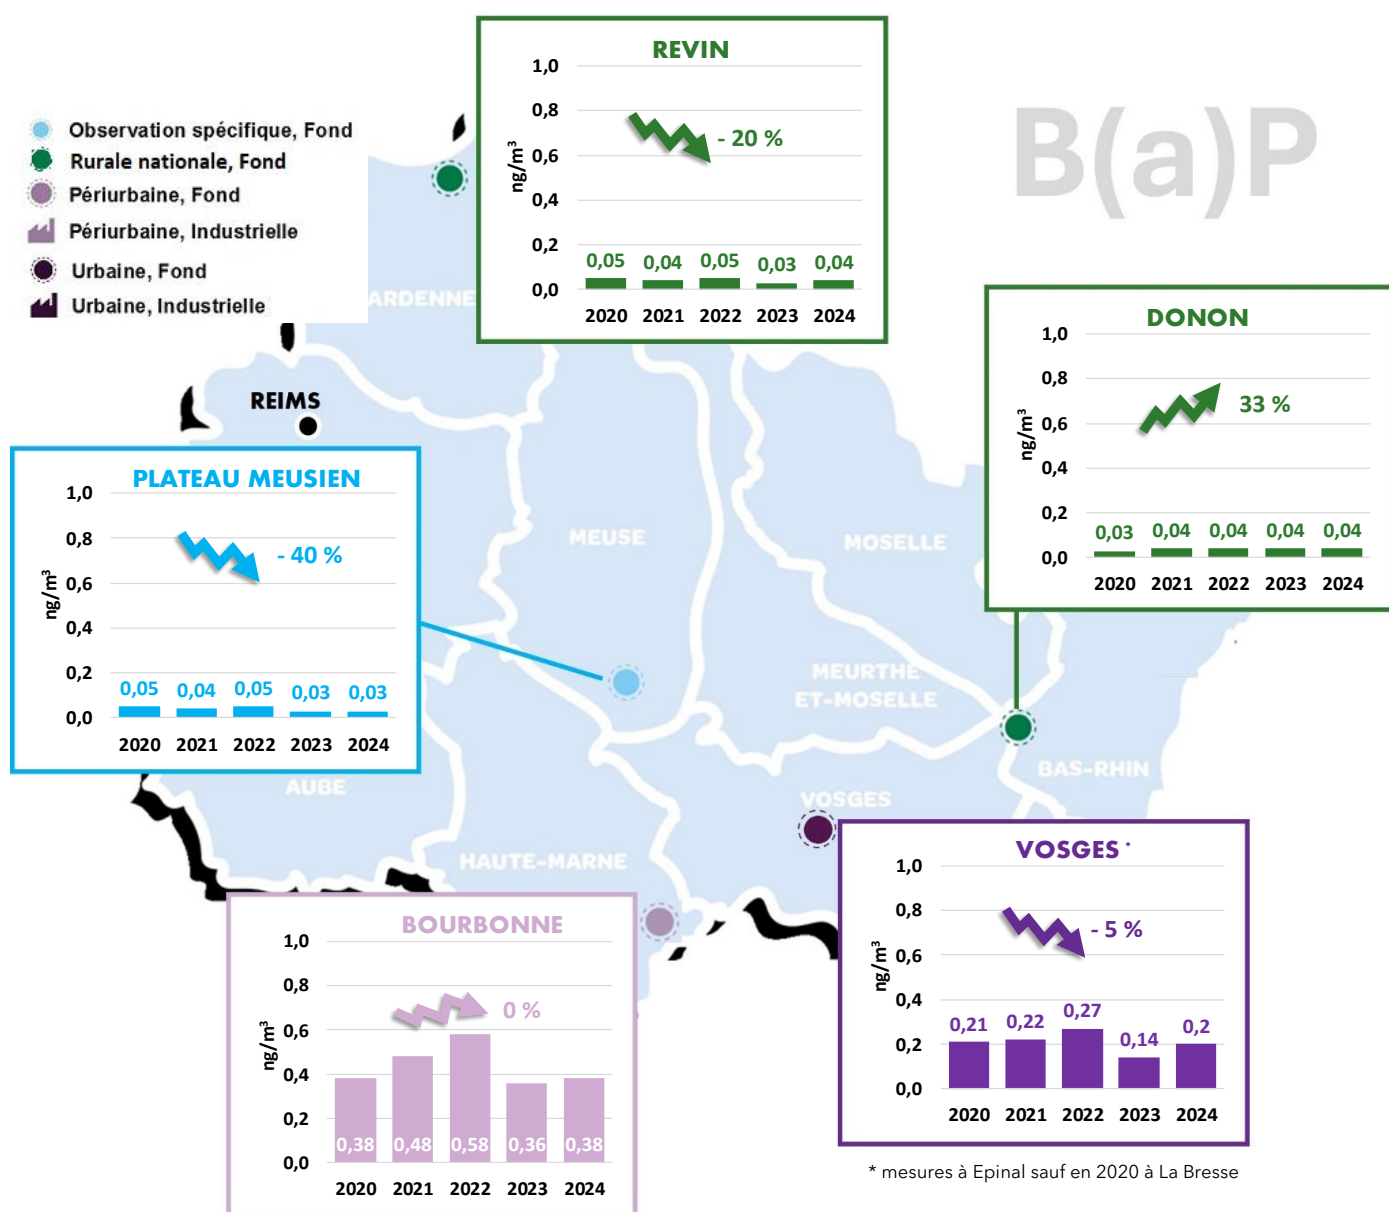 B(a)P
Observation spécifique, Fond
Rurale nationale, Fond
Périurbaine, Fond
Périurbaine, Industrielle
Urbaine, Fond
Urbaine, Industrielle
REVIN
1,0
0,8
0,6
0,4
0,2
0,0
ng/m³
- 20 %
0,05 0,04 0,05 0,03 0,04
2020 2021 2022 2023 2024
DONON
1,0
0,8
0,6
0,4
0,2
0,0
ng/m³
33 %
0,03 0,04 0,04 0,04 0,04
2020 2021 2022 2023 2024
ARDENNE
REIMS
PLATEAU MEUSIEN
1,0
0,8
0,6
0,4
0,2
0,0
ng/m³
- 40 %
0,05 0,04 0,05 0,03 0,03
2020 2021 2022 2023 2024
MEUSE
MOSELLE
MEURTHE
ET-MOSELLE
BAS-RHIN
AUBE
VOSGES
HAUTE-MARNE
BOURBONNE
1,0
0,8
0,6
0,4
0,2
0,0
ng/m³
0 %
0,38 0,48 0,58 0,36 0,38
2020 2021 2022 2023 2024
VOSGES *
1,0
0,8
0,6
0,4
0,2
0,0
ng/m³
- 5 %
0,21 0,22 0,27 0,14 0,2
2020 2021 2022 2023 2024
* mesures à Epinal sauf en 2020 à La Bresse